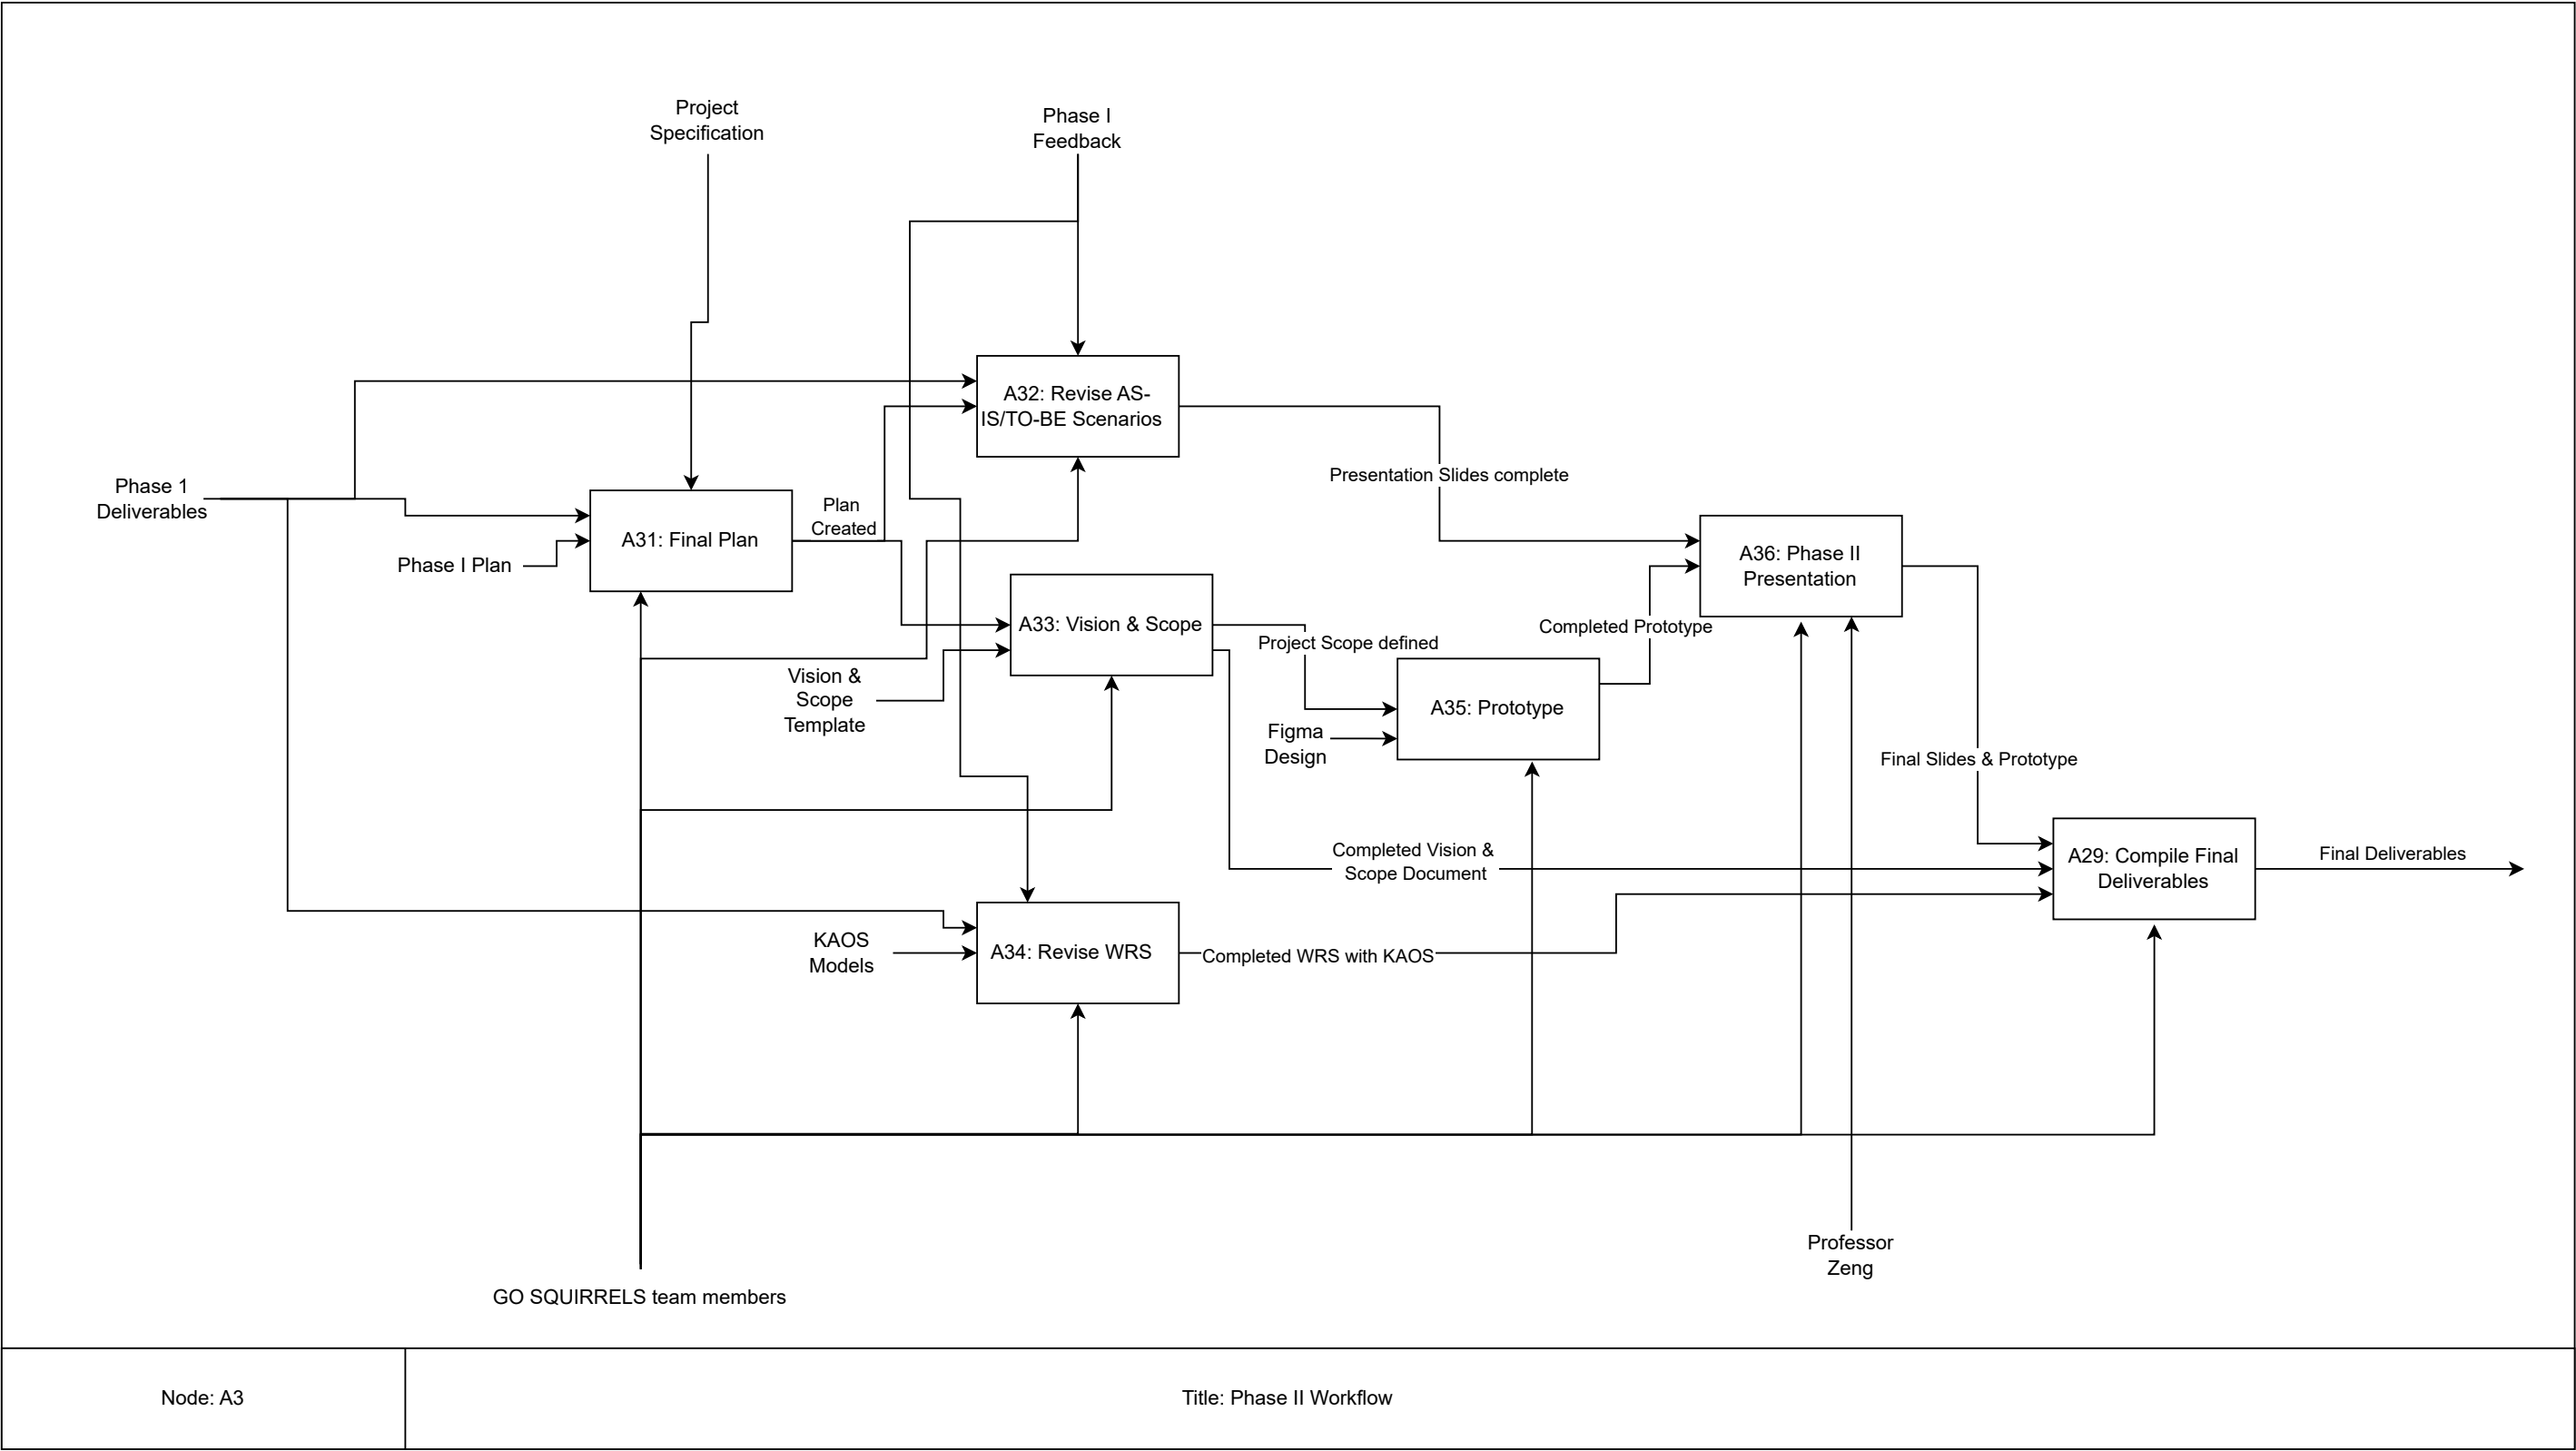 Project
Specification
Phase I
Feedback
A32: Revise AS-
IS/TO-BE Scenarios
Presentation Slides complete
Phase 1
Deliverables
Plan
Created
A31: Final Plan
Phase I Plan
A36: Phase II
Presentation
A33: Vision & Scope
Project Scope defined
Completed Prototype
Vision &
Scope
Template
A35: Prototype
Figma
Design
Final Slides & Prototype
Completed Vision &
Scope Document
A29: Compile Final
Deliverables
Final Deliverables
KAOS
Models
A34: Revise WRS
Completed WRS with KAOS
Professor
Zeng
GO SQUIRRELS team members
Node: A3
Title: Phase II Workflow